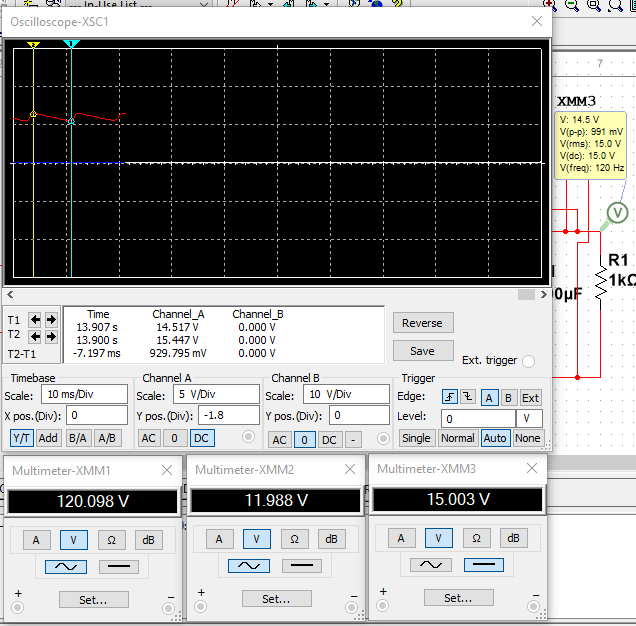 In-Use List
Oscilloscope-XSC1
7
XMM3
V: 14.5 V
V(p-p): 991 mV
V(rms): 15.0 V
V(dc): 15.0 V
V(freq): 120 Hz
V
R1
1kΩ
0µF
T1
T2
T2-T1
Time Channel_A Channel_B
13.907 s 14.517 V 0.000 V
13.900 s 15.447 V 0.000 V
-7.197 ms 929.795 mV 0.000 V
Reverse
Save
Ext. trigger
Timebase
Scale: 10 ms/Div
X pos.(Div): 0
Y/T Add B/A A/B
Channel A
Scale: 5 V/Div
Y pos.(Div): -1.8
AC 0 DC
Channel B
Scale: 10 V/Div
Y pos.(Div): 0
AC 0 DC -
Trigger
Edge: A B Ext
Level: 0 V
Single Normal Auto None
Multimeter-XMM1
120.098 V
A V Ω dB
+ Set... -
Multimeter-XMM2
11.988 V
A V Ω dB
+ Set... -
Multimeter-XMM3
15.003 V
A V Ω dB
+ Set... -